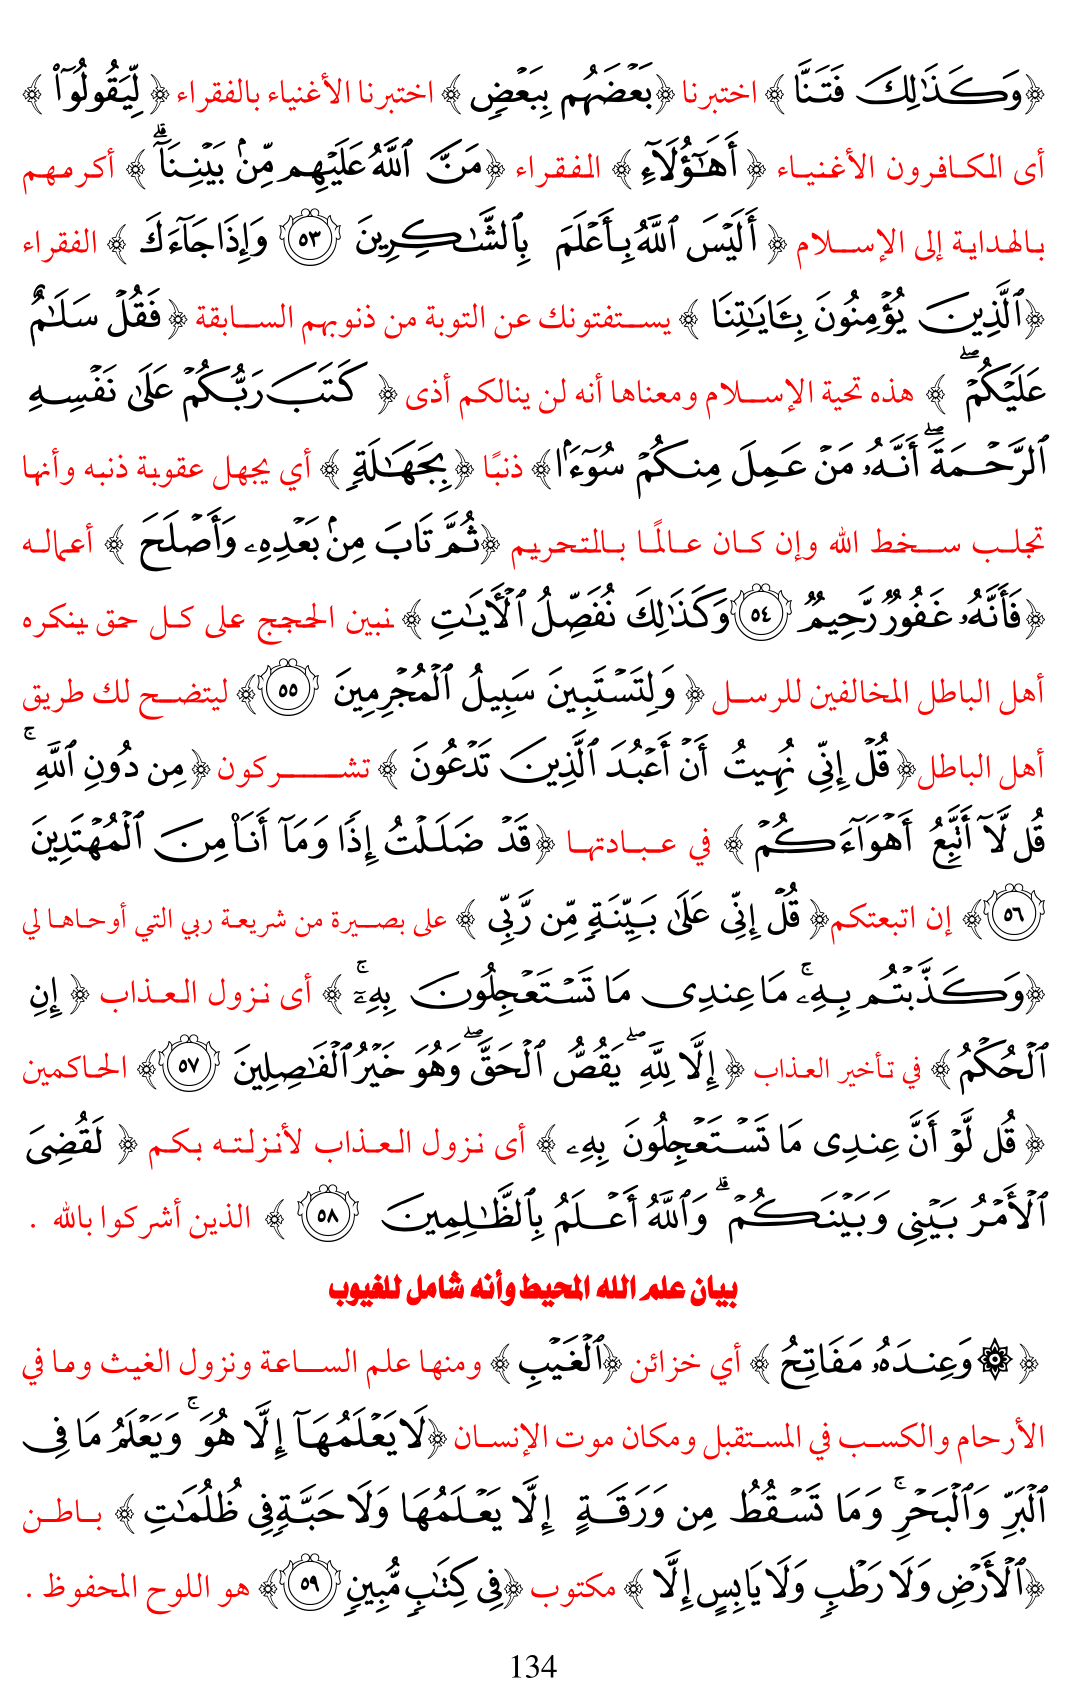 ﴿وَكَذَٰلِكَ فَتَنَّا ﴾ اختبرنا ﴿بَعْضَهُم بِبَعْضٍ ﴾ اختبرنا الأغنياء بالفقراء ﴿ لِّيَقُولُوٓا۟ ﴾
أى الكافرون الأغنياء ﴿ أَهَٰٓؤُلَآءِ ﴾ الفقراء ﴿مَنَّ ٱللَّهُ عَلَيْهِم مِّنۢ بَيْنِنَآ ۗ ﴾ أكرمهم
بالهداية إلى الإسلام ﴿ أَلَيْسَ ٱللَّهُ بِأَعْلَمَ بِٱلشَّٰكِرِينَ ٥٣ وَإِذَا جَآءَكَ ﴾ الفقراء
﴿ٱلَّذِينَ يُؤْمِنُونَ بِـَٔايَٰتِنَا ﴾ يستفتونك عن التوبة من ذنوبهم السابقة ﴿ فَقُلْ سَلَٰمٌ
عَلَيْكُمْ ۖ ﴾ هذه تحية الإسلام ومعناها أنه لن ينالكم أذى ﴿ كَتَبَ رَبُّكُمْ عَلَىٰ نَفْسِهِ
ٱلرَّحْمَةَ ۖ أَنَّهُۥ مَنْ عَمِلَ مِنكُمْ سُوٓءًۢا﴾ ذنبًا ﴿بِجَهَٰلَةٍ ﴾ أي يجهل عقوبة ذنبه وأنها
تجلب سخط الله وإن كان عالمًا بالتحريم ﴿ثُمَّ تَابَ مِنۢ بَعْدِهِۦ وَأَصْلَحَ ﴾ أعماله
﴿فَأَنَّهُۥ غَفُورٌ رَّحِيمٌ ٥٤ وَكَذَٰلِكَ نُفَصِّلُ ٱلْـَٔايَٰتِ ﴾ نبين الحجج على كل حق ينكره
أهل الباطل المخالفين للرسل ﴿ وَلِتَسْتَبِينَ سَبِيلُ ٱلْمُجْرِمِينَ ٥٥ ﴾ ليتضح لك طريق
أهل الباطل﴿ قُلْ إِنِّى نُهِيتُ أَنْ أَعْبُدَ ٱلَّذِينَ تَدْعُونَ ﴾ تشركون ﴿مِن دُونِ ٱللَّهِ ۚ
قُل لَّآ أَتَّبِعُ أَهْوَآءَكُمْ ﴾ في عبادتها ﴿قَدْ ضَلَلْتُ إِذًا وَمَآ أَنَا۠ مِنَ ٱلْمُهْتَدِينَ
٥٦ ﴾ إن اتبعتكم﴿ قُلْ إِنِّى عَلَىٰ بَيِّنَةٍ مِّن رَّبِّى ﴾ على بصيرة من شريعة ربي التي أوحاها لي
﴿وَكَذَّبْتُم بِهِۦ ۚ مَا عِندِى مَا تَسْتَعْجِلُونَ بِهِۦٓ ۚ ﴾ أى نزول العذاب ﴿ إِنِ
ٱلْحُكْمُ ﴾ في تأخير العذاب ﴿ إِلَّا لِلَّهِ ۖ يَقُصُّ ٱلْحَقَّ ۖ وَهُوَ خَيْرُ ٱلْفَٰصِلِينَ ٥٧ ﴾ الحاكمين
﴿ قُل لَّوْ أَنَّ عِندِى مَا تَسْتَعْجِلُونَ بِهِۦ ﴾ أى نزول العذاب لأنزلته بكم ﴿ لَقُضِىَ
ٱلْأَمْرُ بَيْنِى وَبَيْنَكُمْ ۗ وَٱللَّهُ أَعْلَمُ بِٱلظَّٰلِمِينَ ٥٨ ﴾ الذين أشركوا بالله .
بيان علم الله المحيط وأنه شامل للغيوب
﴿ ۞ وَعِندَهُۥ مَفَاتِحُ ﴾ أي خزائن ﴿ٱلْغَيْبِ ﴾ ومنها علم الساعة ونزول الغيث وما في
الأرحام والكسب في المستقبل ومكان موت الإنسان ﴿لَا يَعْلَمُهَآ إِلَّا هُوَ ۚ وَيَعْلَمُ مَا فِى
ٱلْبَرِّ وَٱلْبَحْرِ ۚ وَمَا تَسْقُطُ مِن وَرَقَةٍ إِلَّا يَعْلَمُهَا وَلَا حَبَّةٍ فِى ظُلُمَٰتِ ﴾ باطن
﴿ٱلْأَرْضِ وَلَا رَطْبٍ وَلَا يَابِسٍ إِلَّا ﴾ مكتوب ﴿فِى كِتَٰبٍ مُّبِينٍ ٥٩ ﴾ هو اللوح المحفوظ .
134